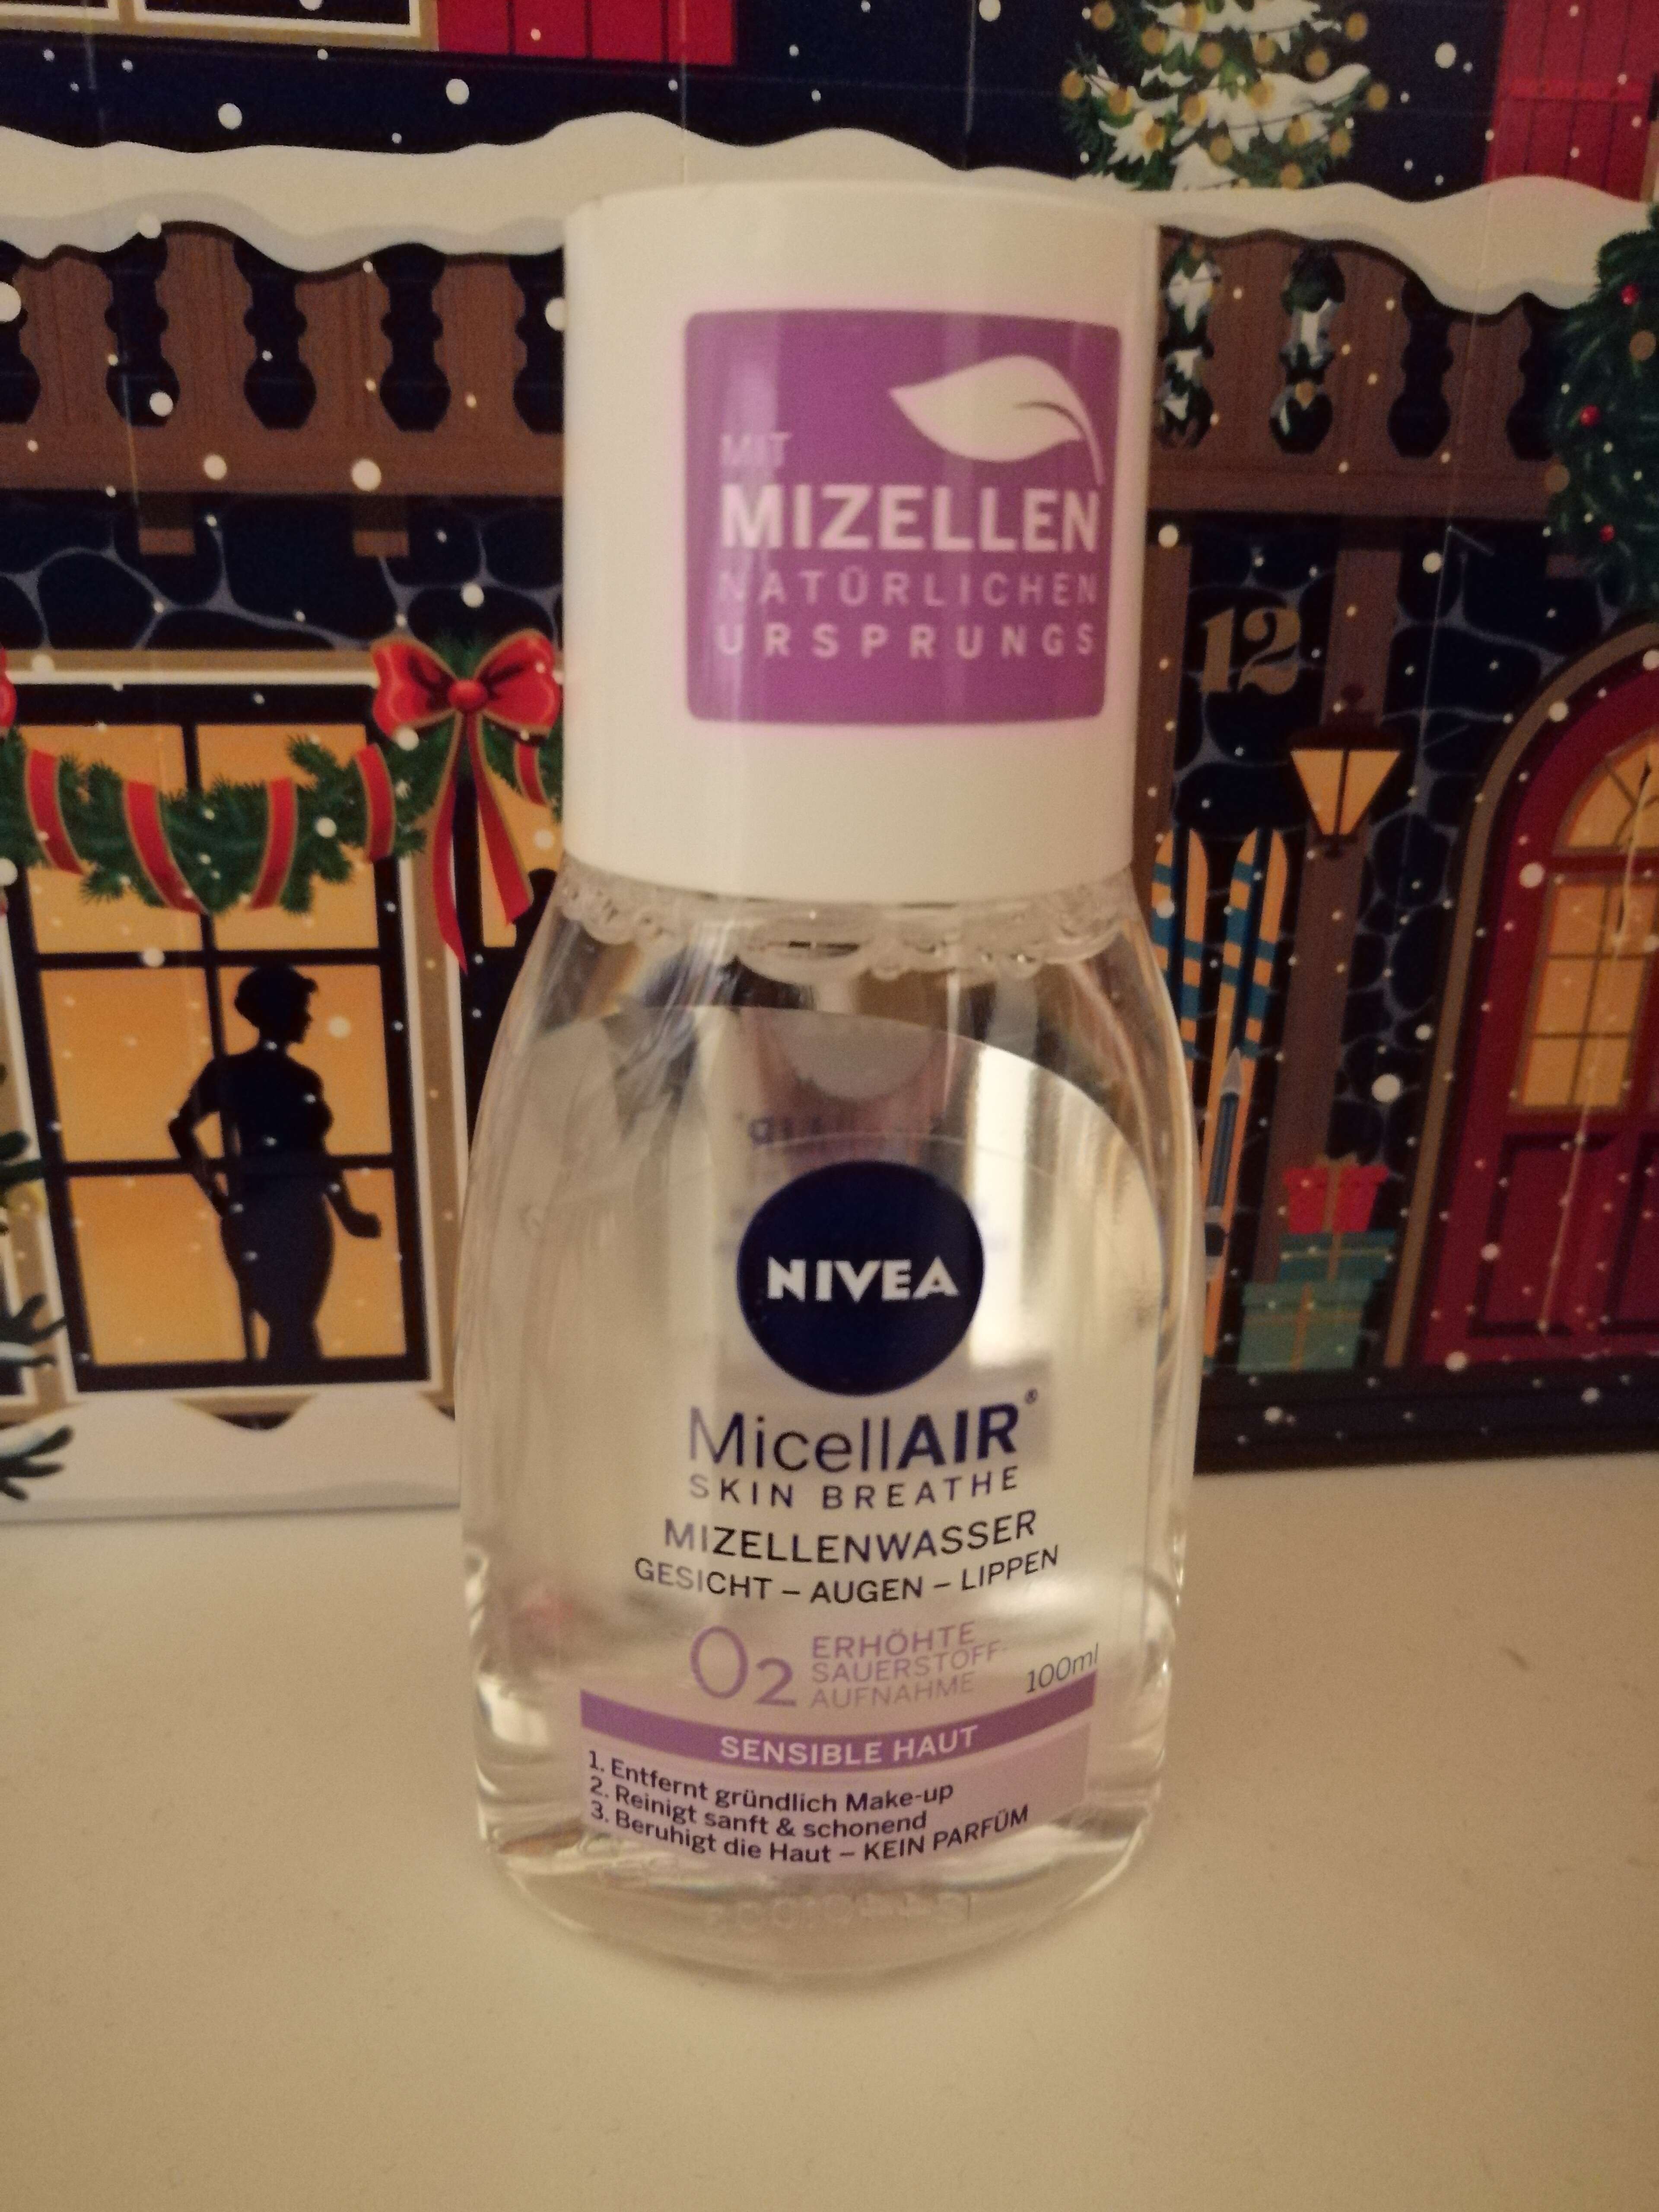 MIT
MIZELLEN
NATÜRLICHEN
URSPRUNGS
12
NIVEA
MicellAIR®
SKIN BREATHE
MIZELLENWASSER
GESICHT – AUGEN – LIPPEN
O2 ERHÖHTE
SAUERSTOFF-
AUFNAHME
100ml
SENSIBLE HAUT
1. Entfernt gründlich Make-up
2. Reinigt sanft & schonend
3. Beruhigt die Haut – KEIN PARFÜM